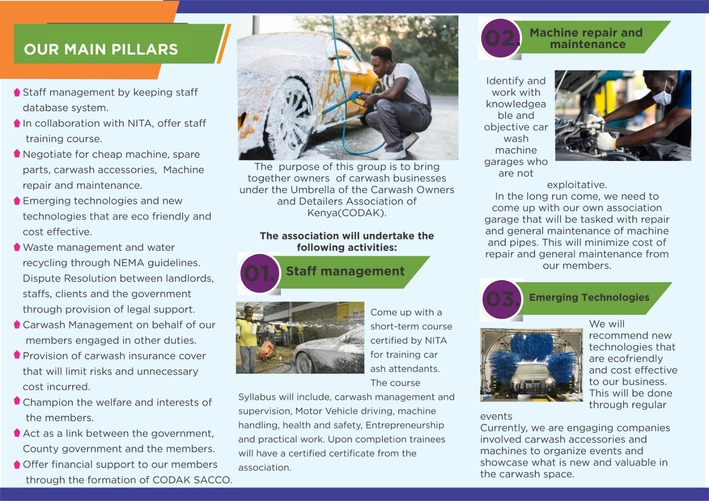 OUR MAIN PILLARS
Staff management by keeping staff
database system.
In collaboration with NITA, offer staff
training course.
Negotiate for cheap machine, spare
parts, carwash accessories, Machine
repair and maintenance.
Emerging technologies and new
technologies that are eco friendly and
cost effective.
Waste management and water
recycling through NEMA guidelines.
Dispute Resolution between landlords,
staffs, clients and the government
through provision of legal support.
Carwash Management on behalf of our
members engaged in other duties.
Provision of carwash insurance cover
that will limit risks and unnecessary
cost incurred.
Champion the welfare and interests of
the members.
Act as a link between the government,
County government and the members.
Offer financial support to our members
through the formation of CODAK SACCO.
The purpose of this group is to bring
together owners of carwash businesses
under the Umbrella of the Carwash Owners
and Detailers Association of
Kenya(CODAK).
The association will undertake the
following activities:
01.
Staff management
Come up with a
short-term course
certified by NITA
for training car
ash attendants.
The course
Syllabus will include, carwash management and
supervision, Motor Vehicle driving, machine
handling, health and safety, Entrepreneurship
and practical work. Upon completion trainees
will have a certified certificate from the
association.
02.
Machine repair and
maintenance
Identify and
work with
knowledgea
ble and
objective car
wash
machine
garages who
are not
exploitative.
In the long run come, we need to
come up with our own association
garage that will be tasked with repair
and general maintenance of machine
and pipes. This will minimize cost of
repair and general maintenance from
our members.
03.
Emerging Technologies
We will
recommend new
technologies that
are ecofriendly
and cost effective
to our business.
This will be done
through regular
events
Currently, we are engaging companies
involved carwash accessories and
machines to organize events and
showcase what is new and valuable in
the carwash space.